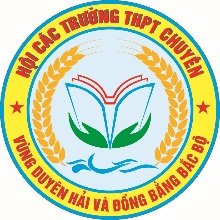 HỘI CÁC TRƯỜNG THPT CHUYÊN
VÙNG DUYÊN HẢI VÀ ĐỒNG BẰNG BẮC BỘ